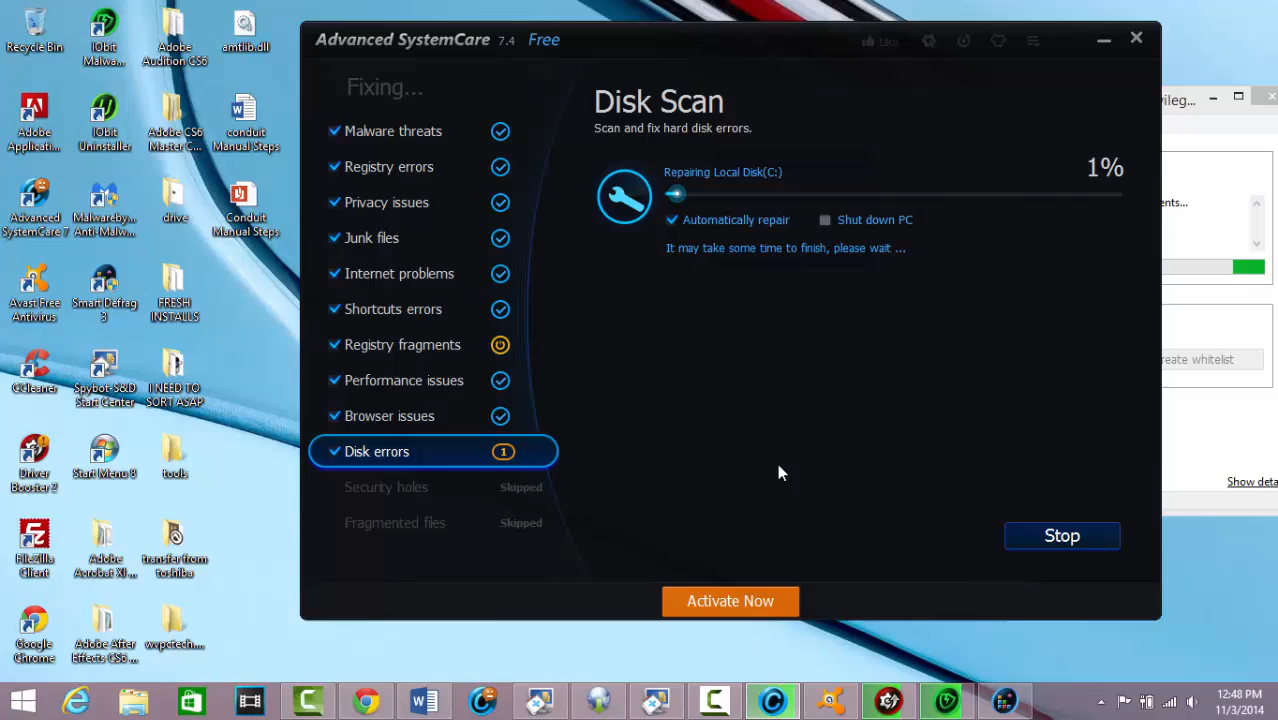 Recycle Bin
IObit
Malwa...
Adobe
Audition CS6
amtlib.dll
Adobe
Applicati...
IObit
Uninstaller
Adobe CS6
Master C...
conduit
Manual Steps
Advanced
SystemCare 7
Malwareby...
Anti-Malw...
drive
Conduit
Manual Steps
Avast Free
Antivirus
Smart Defrag
3
FRESH
INSTALLS
CCleaner
Spybot-S&D
Start Center
I NEED TO
SORT ASAP
Driver
Booster 2
Start Menu 8
tools
FileZilla
Client
Adobe
Acrobat XI ...
transfer from
toshiba
Google
Chrome
Adobe After
Effects CS6 ...
wvpctech....
Advanced SystemCare 7.4 Free
Like
Fixing...
Malware threats
Registry errors
Privacy issues
Junk files
Internet problems
Shortcuts errors
Registry fragments
Performance issues
Browser issues
Disk errors 1
Security holes Skipped
Fragmented files Skipped
Disk Scan
Scan and fix hard disk errors.
Repairing Local Disk(C:) 1%
Automatically repair Shut down PC
It may take some time to finish, please wait ...
Stop
Activate Now
vileg...
ents...
reate whitelist
Show deta
12:48 PM
11/3/2014